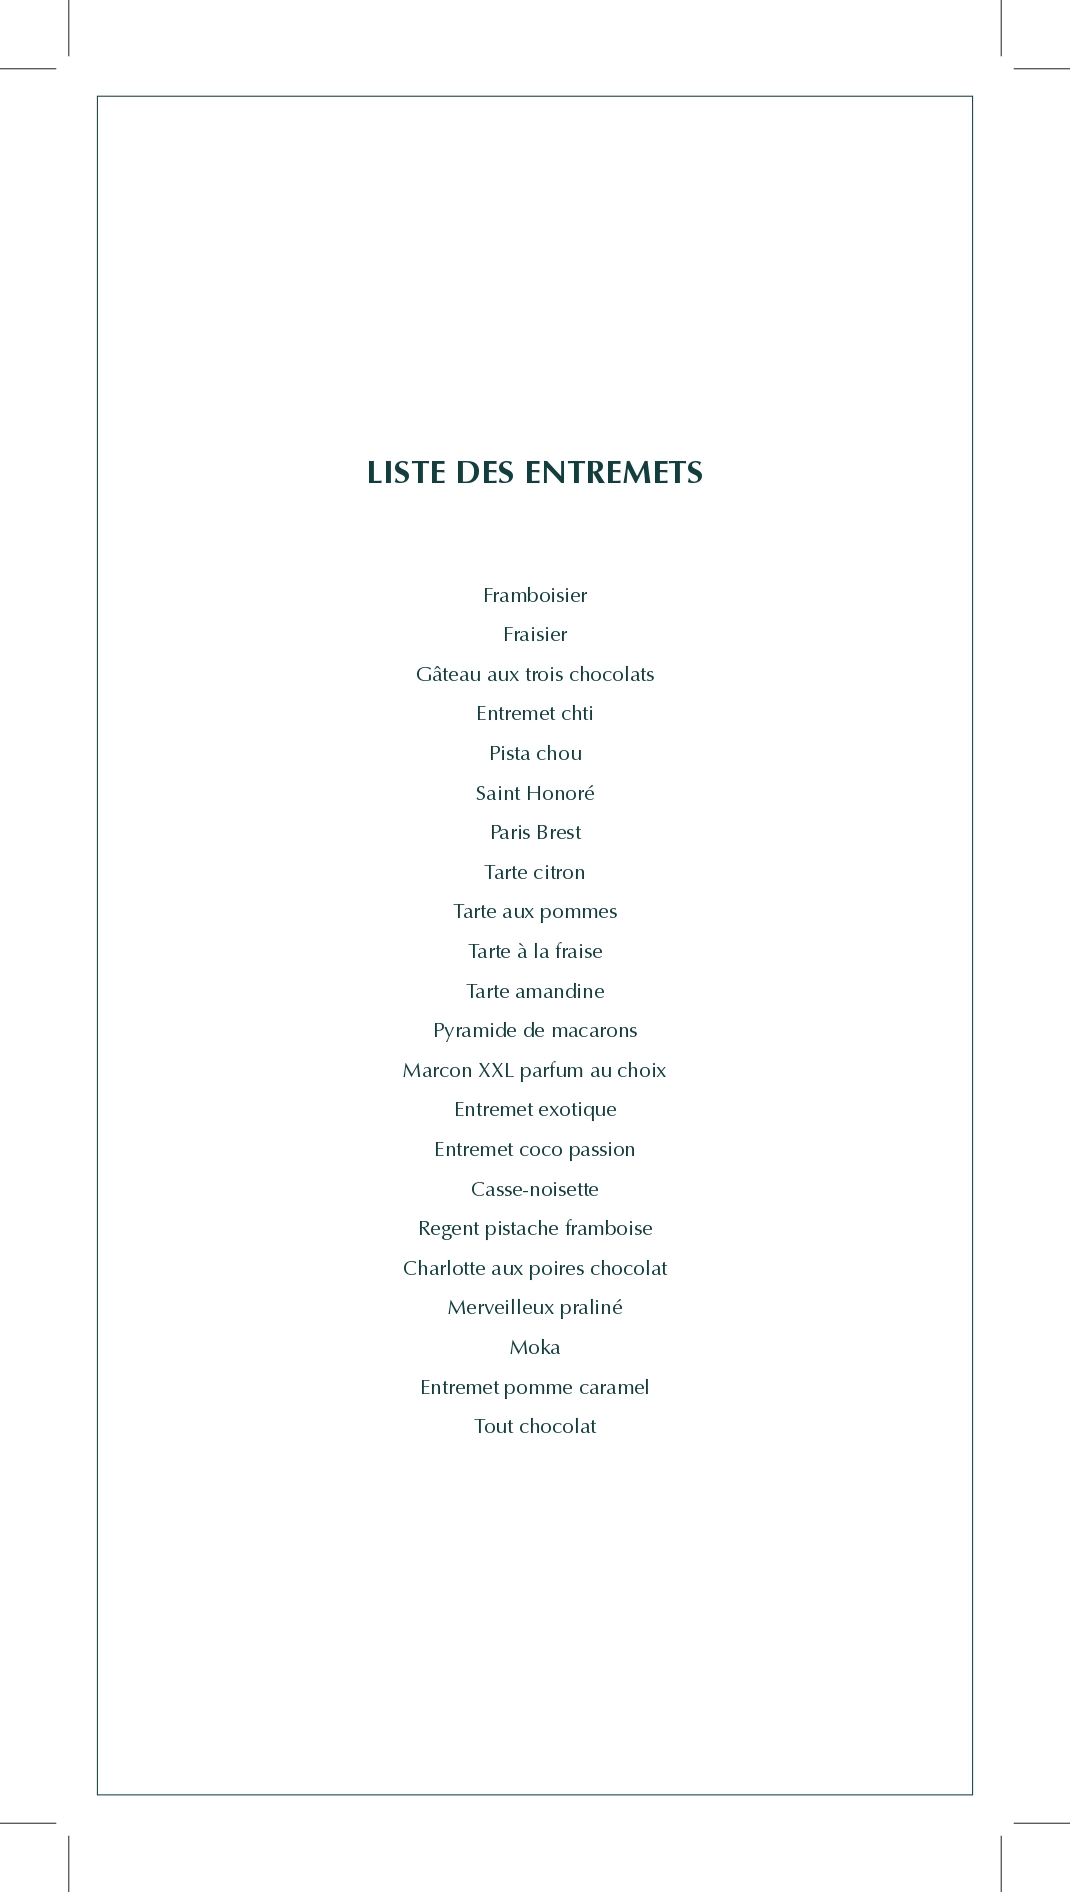 LISTE DES ENTREMETS
Framboisier
Fraisier
Gâteau aux trois chocolats
Entremet chti
Pista chou
Saint Honoré
Paris Brest
Tarte citron
Tarte aux pommes
Tarte à la fraise
Tarte amandine
Pyramide de macarons
Marcon XXL parfum au choix
Entremet exotique
Entremet coco passion
Casse-noisette
Regent pistache framboise
Charlotte aux poires chocolat
Merveilleux praliné
Moka
Entremet pomme caramel
Tout chocolat